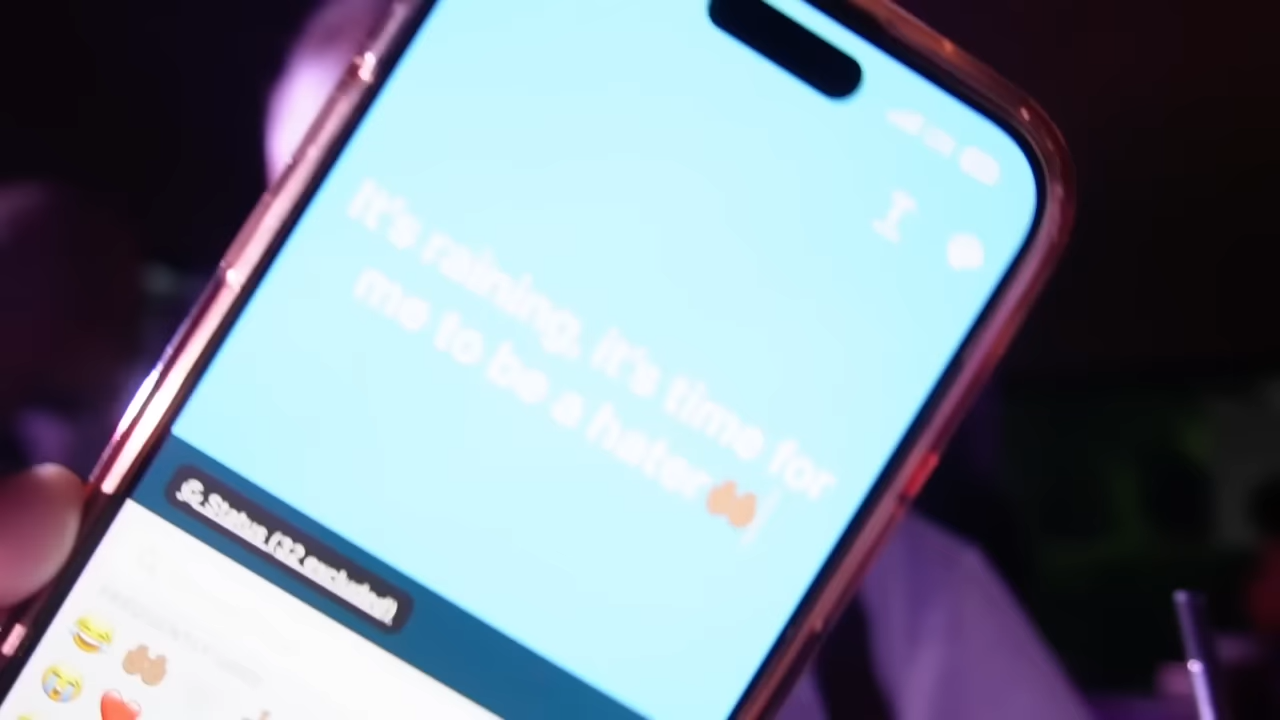 It's raining, it's time for
me to be a hater🤲🏽
Status (32 excluded)